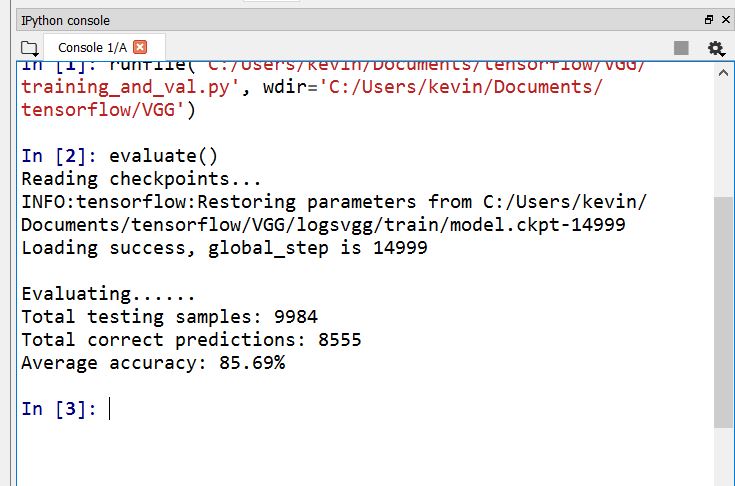 IPython console
Console 1/A
In [1]: runfile('C:/Users/kevin/Documents/tensorflow/VGG/
training_and_val.py', wdir='C:/Users/kevin/Documents/
tensorflow/VGG')
In [2]: evaluate()
Reading checkpoints...
INFO:tensorflow:Restoring parameters from C:/Users/kevin/
Documents/tensorflow/VGG/logsvgg/train/model.ckpt-14999
Loading success, global_step is 14999
Evaluating......
Total testing samples: 9984
Total correct predictions: 8555
Average accuracy: 85.69%
In [3]: